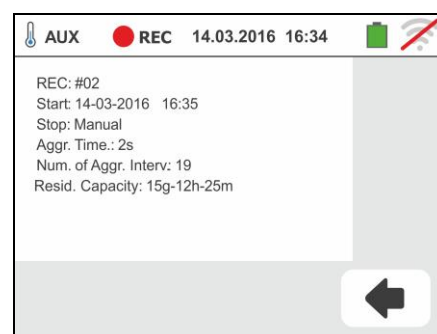 AUX REC 14.03.2016 16:34
REC: #02
Start: 14-03-2016 16:35
Stop: Manual
Aggr. Time.: 2s
Num. of Aggr. Interv.: 19
Resid. Capacity: 15g-12h-25m